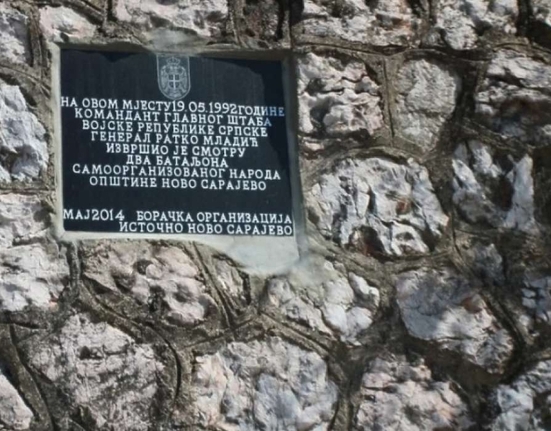 НА ОВОМ МЈЕСТУ 19.05.1992 ГОДИНЕ
КОМАНДАНТ ГЛАВНОГ ШТАБА
ВОЈСКЕ РЕПУБЛИКЕ СРПСКЕ
ГЕНЕРАЛ РАТКО МЛАДИЋ
ИЗВРШИО ЈЕ СМОТРУ
ДВА БАТАЉОНА
САМООРГАНИЗОВАНОГ НАРОДА
ОПШТИНЕ НОВО САРАЈЕВО
МАЈ 2014 БОРАЧКА ОРГАНИЗАЦИЈА
ИСТОЧНО НОВО САРАЈЕВО